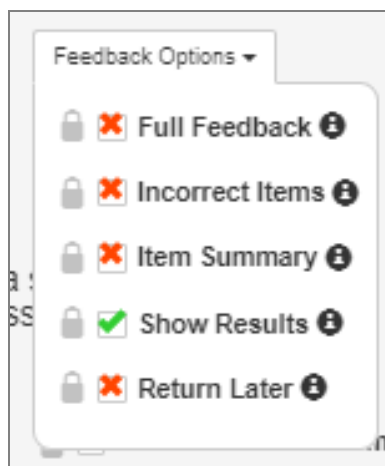 Feedback Options
Full Feedback
Incorrect Items
Item Summary
Show Results
Return Later